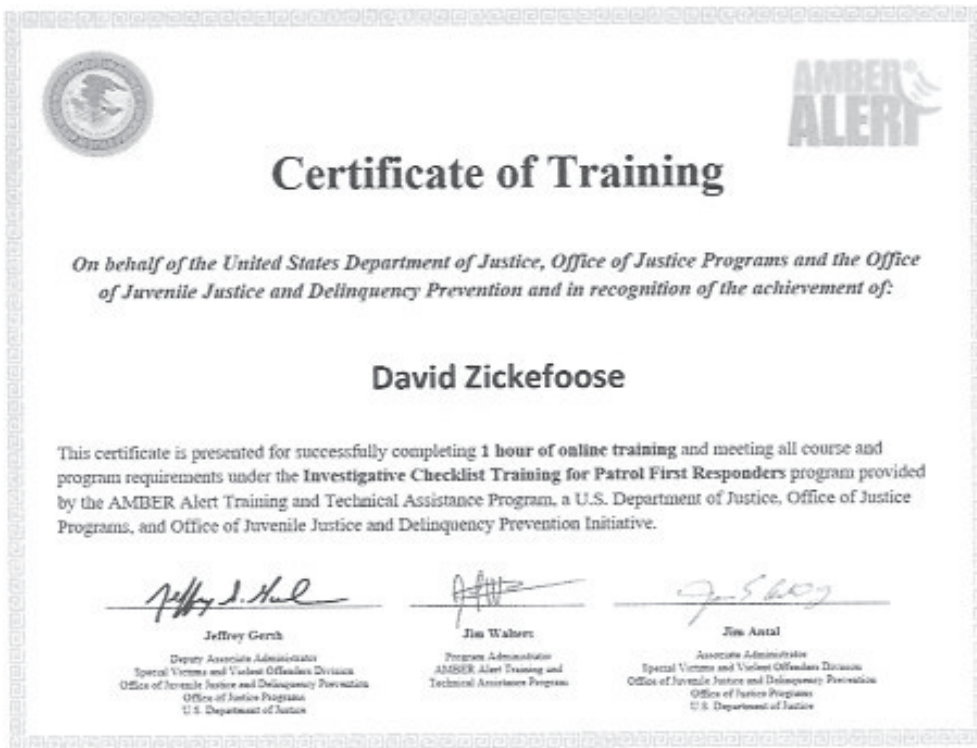 AMBER
ALERT
Certificate of Training
On behalf of the United States Department of Justice, Office of Justice Programs and the Office
of Juvenile Justice and Delinquency Prevention and in recognition of the achievement of:
David Zickefoose
This certificate is presented for successfully completing 1 hour of online training and meeting all course and
program requirements under the Investigative Checklist Training for Patrol First Responders program provided
by the AMBER Alert Training and Technical Assistance Program, a U.S. Department of Justice, Office of Justice
Programs, and Office of Juvenile Justice and Delinquency Prevention Initiative.
Jeffrey Gersh
Deputy Associate Administrator
Special Victims and Violent Offenders Division
Office of Juvenile Justice and Delinquency Prevention
Office of Justice Programs
U.S. Department of Justice
Jim Walters
Program Administrator
AMBER Alert Training and
Technical Assistance Program
Jim Antal
Associate Administrator
Special Victims and Violent Offenders Division
Office of Juvenile Justice and Delinquency Prevention
Office of Justice Programs
U.S. Department of Justice